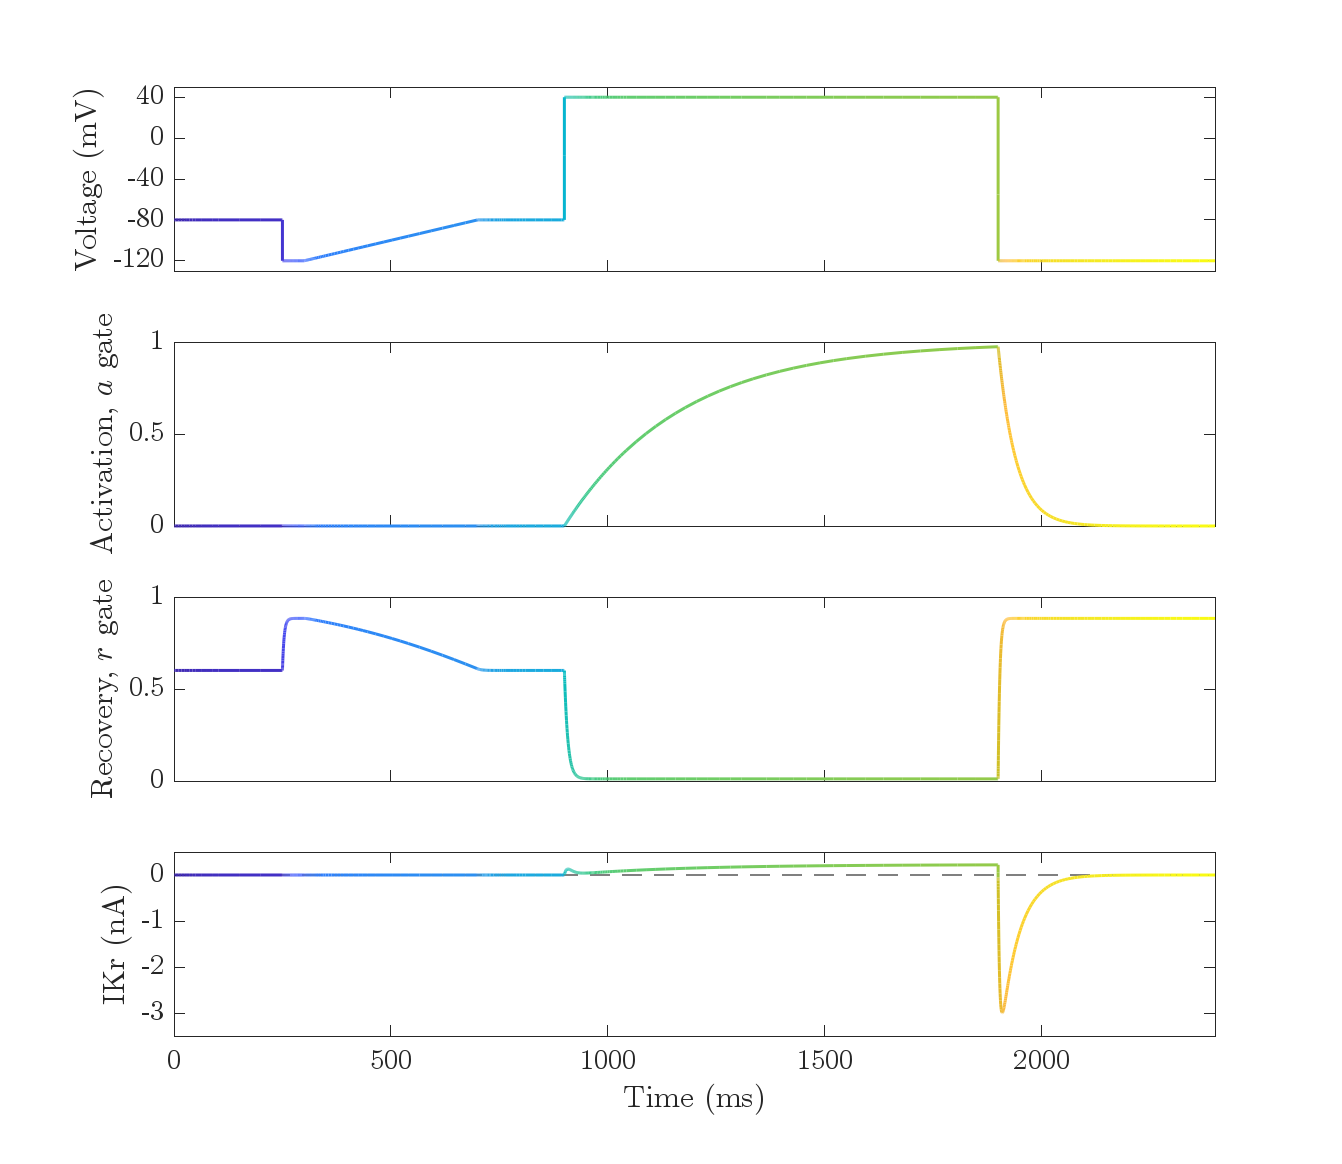 Voltage (mV)
40
0
-40
-80
-120
Activation, a gate
1
0.5
0
Recovery, r gate
1
0.5
0
IKr (nA)
0
-1
-2
-3
0 500 1000 1500 2000
Time (ms)